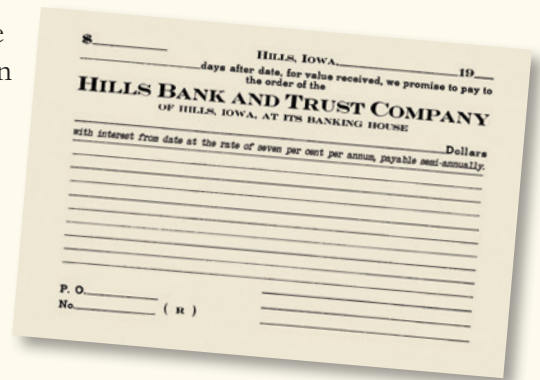 e
n
$
HILLS, IOWA, 19
days after date, for value received, we promise to pay to
the order of the
HILLS BANK AND TRUST COMPANY
OF HILLS, IOWA, AT ITS BANKING HOUSE
Dollars
with interest from date at the rate of seven per cent per annum, payable semi-annually.
P. O.
No. ( R )